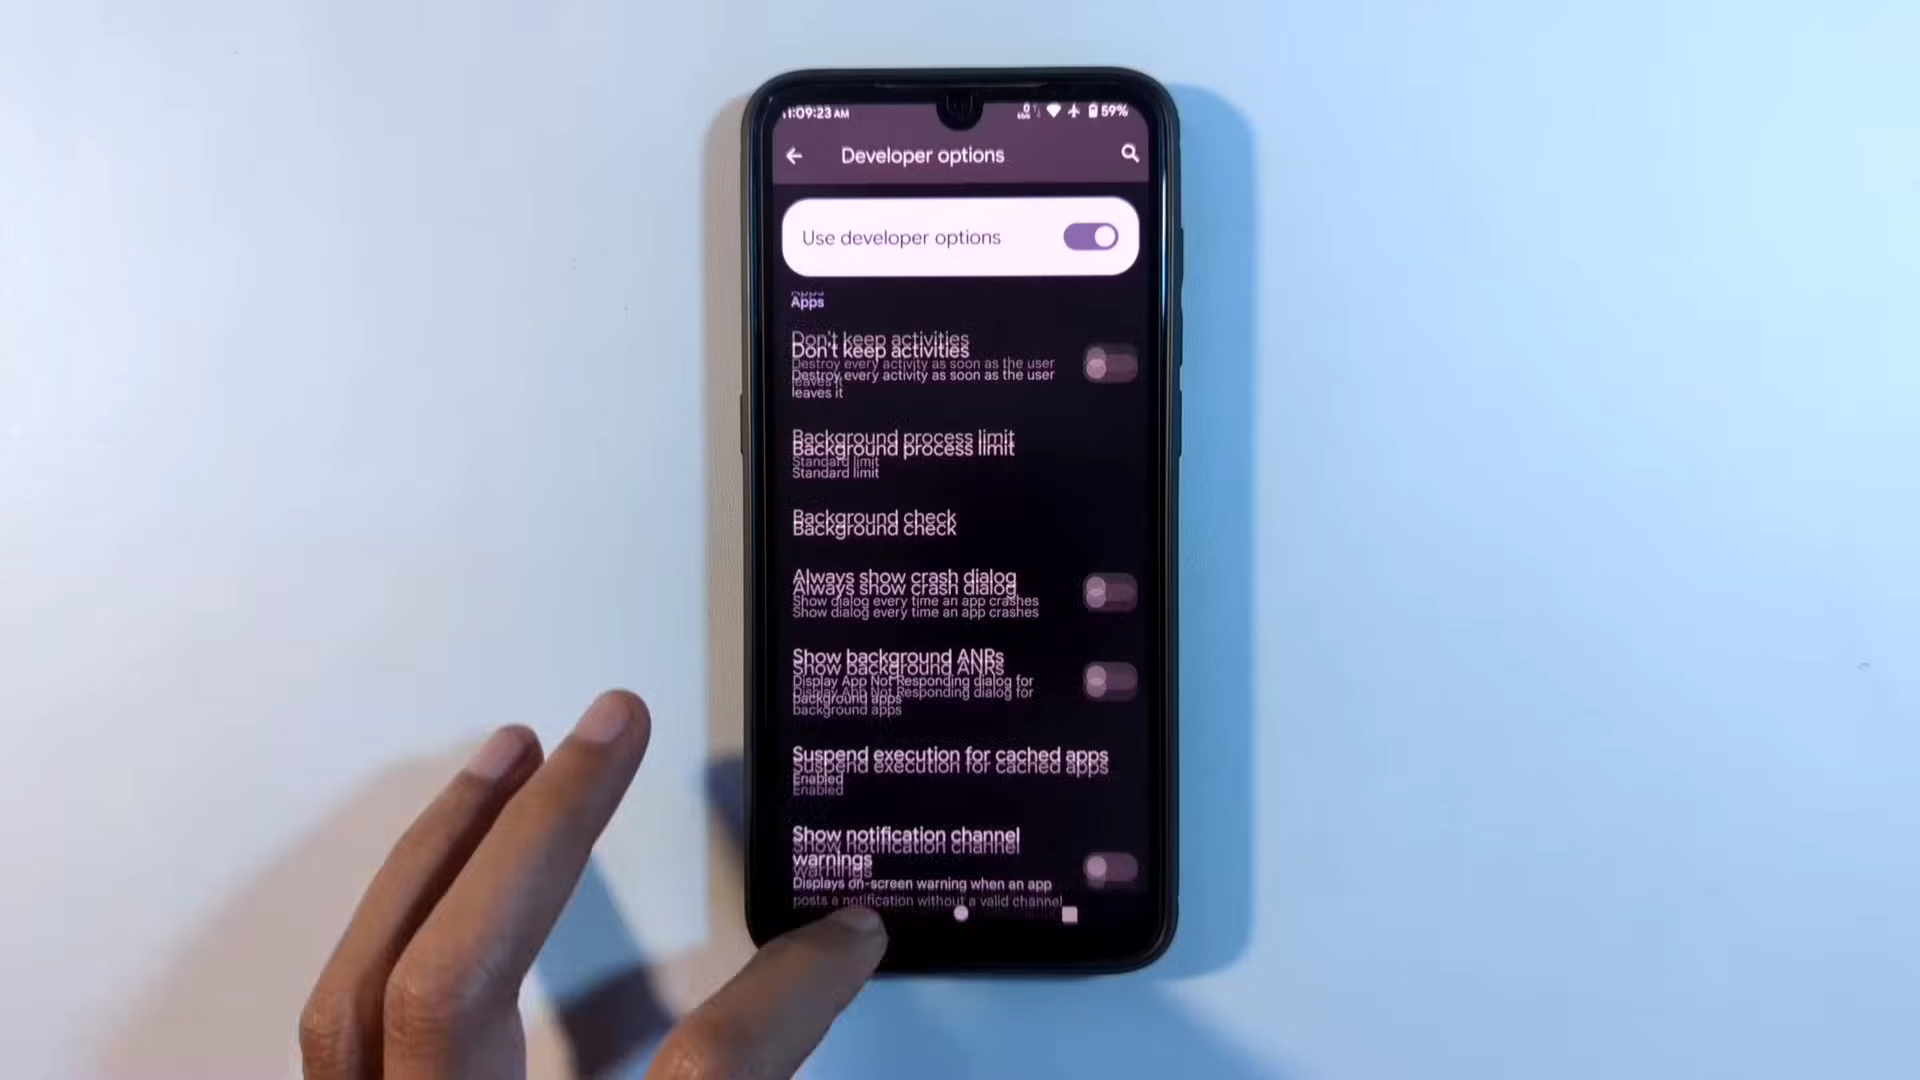 1:09:23 AM
59%
Developer options
Use developer options
Apps
Don't keep activities
Destroy every activity as soon as the user
leaves it
Background process limit
Standard limit
Background check
Always show crash dialog
Show dialog every time an app crashes
Show background ANRs
Display App Not Responding dialog for
background apps
Suspend execution for cached apps
Enabled
Show notification channel
warnings
Displays on-screen warning when an app
posts a notification without a valid channel